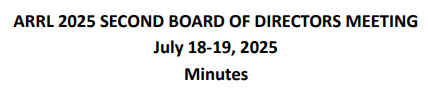 ARRL 2025 SECOND BOARD OF DIRECTORS MEETING
July 18-19, 2025
Minutes